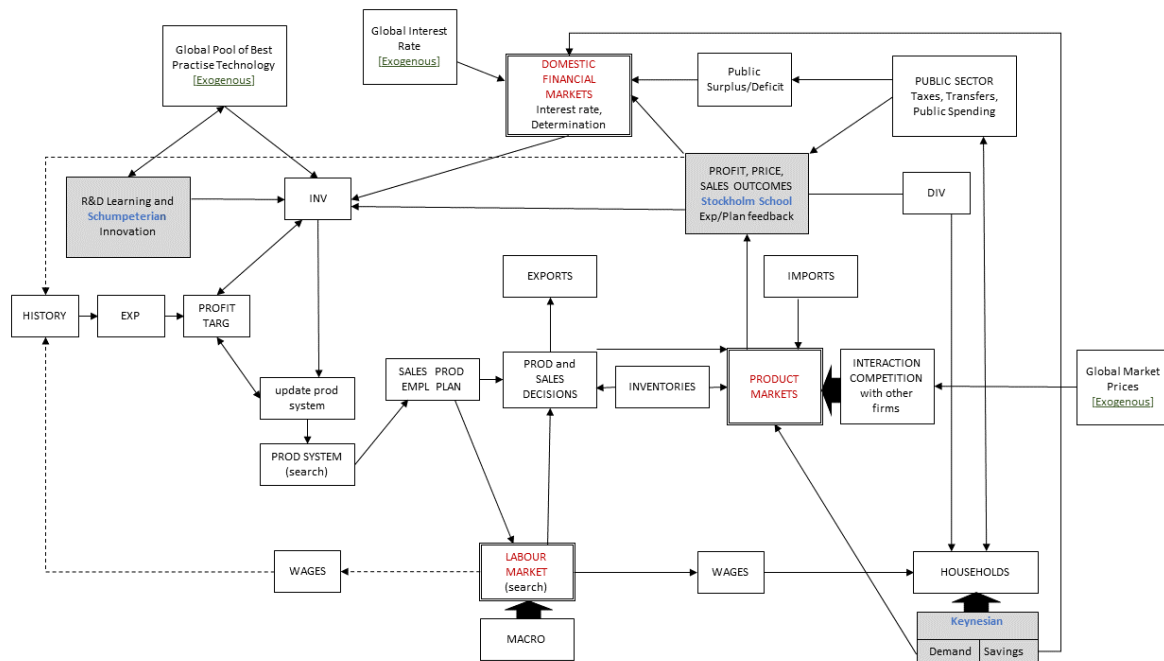 Global Pool of Best
Practise Technology
[Exogenous]
Global Interest
Rate
[Exogenous]
DOMESTIC
FINANCIAL
MARKETS
Interest rate,
Determination
Public
Surplus/Deficit
PUBLIC SECTOR
Taxes, Transfers,
Public Spending
R&D Learning and
Schumpeterian
Innovation
INV
PROFIT, PRICE,
SALES OUTCOMES
Stockholm School
Exp/Plan feedback
DIV
EXPORTS
IMPORTS
HISTORY
EXP
PROFIT
TARG
SALES PROD
EMPL PLAN
PROD and
SALES
DECISIONS
INVENTORIES
PRODUCT
MARKETS
INTERACTION
COMPETITION
with other
firms
Global Market
Prices
[Exogenous]
update prod
system
PROD SYSTEM
(search)
WAGES
LABOUR
MARKET
(search)
WAGES
HOUSEHOLDS
MACRO
Keynesian
Demand
Savings